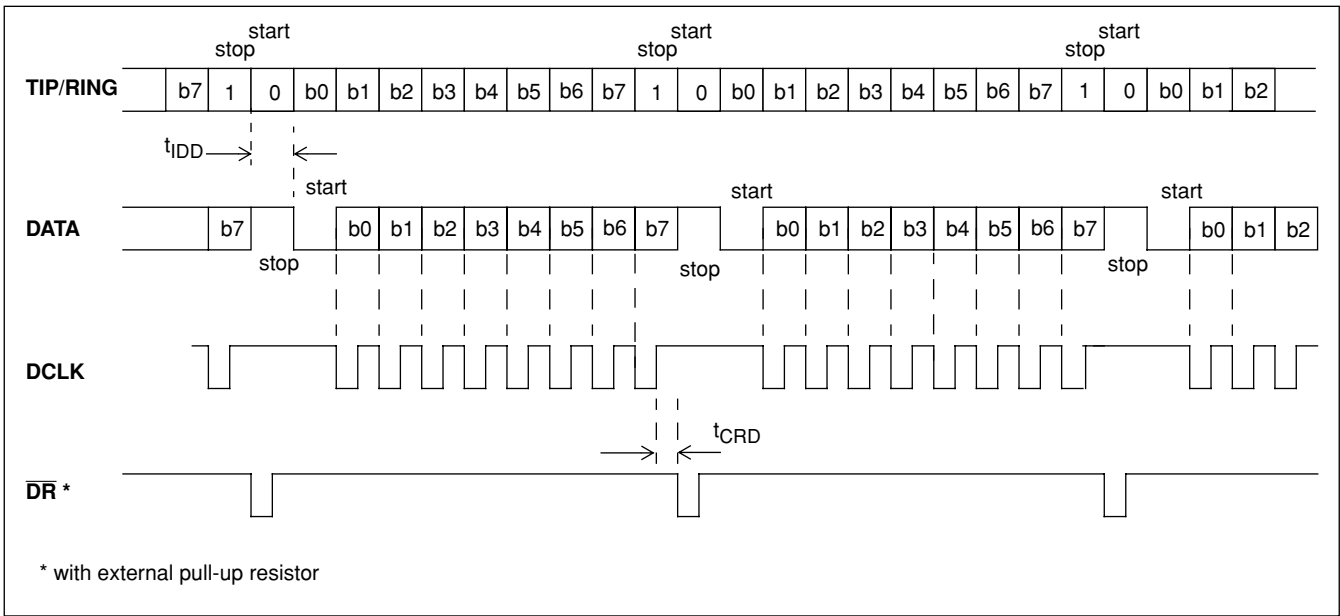 start
stop
start
stop
start
stop
TIP/RING b7 1 0 b0 b1 b2 b3 b4 b5 b6 b7 1 0 b0 b1 b2 b3 b4 b5 b6 b7 1 0 b0 b1 b2
tIDD
start start start
DATA b7 b0 b1 b2 b3 b4 b5 b6 b7 b0 b1 b2 b3 b4 b5 b6 b7 b0 b1 b2
stop stop stop
DCLK
tCRD
DR *
* with external pull-up resistor